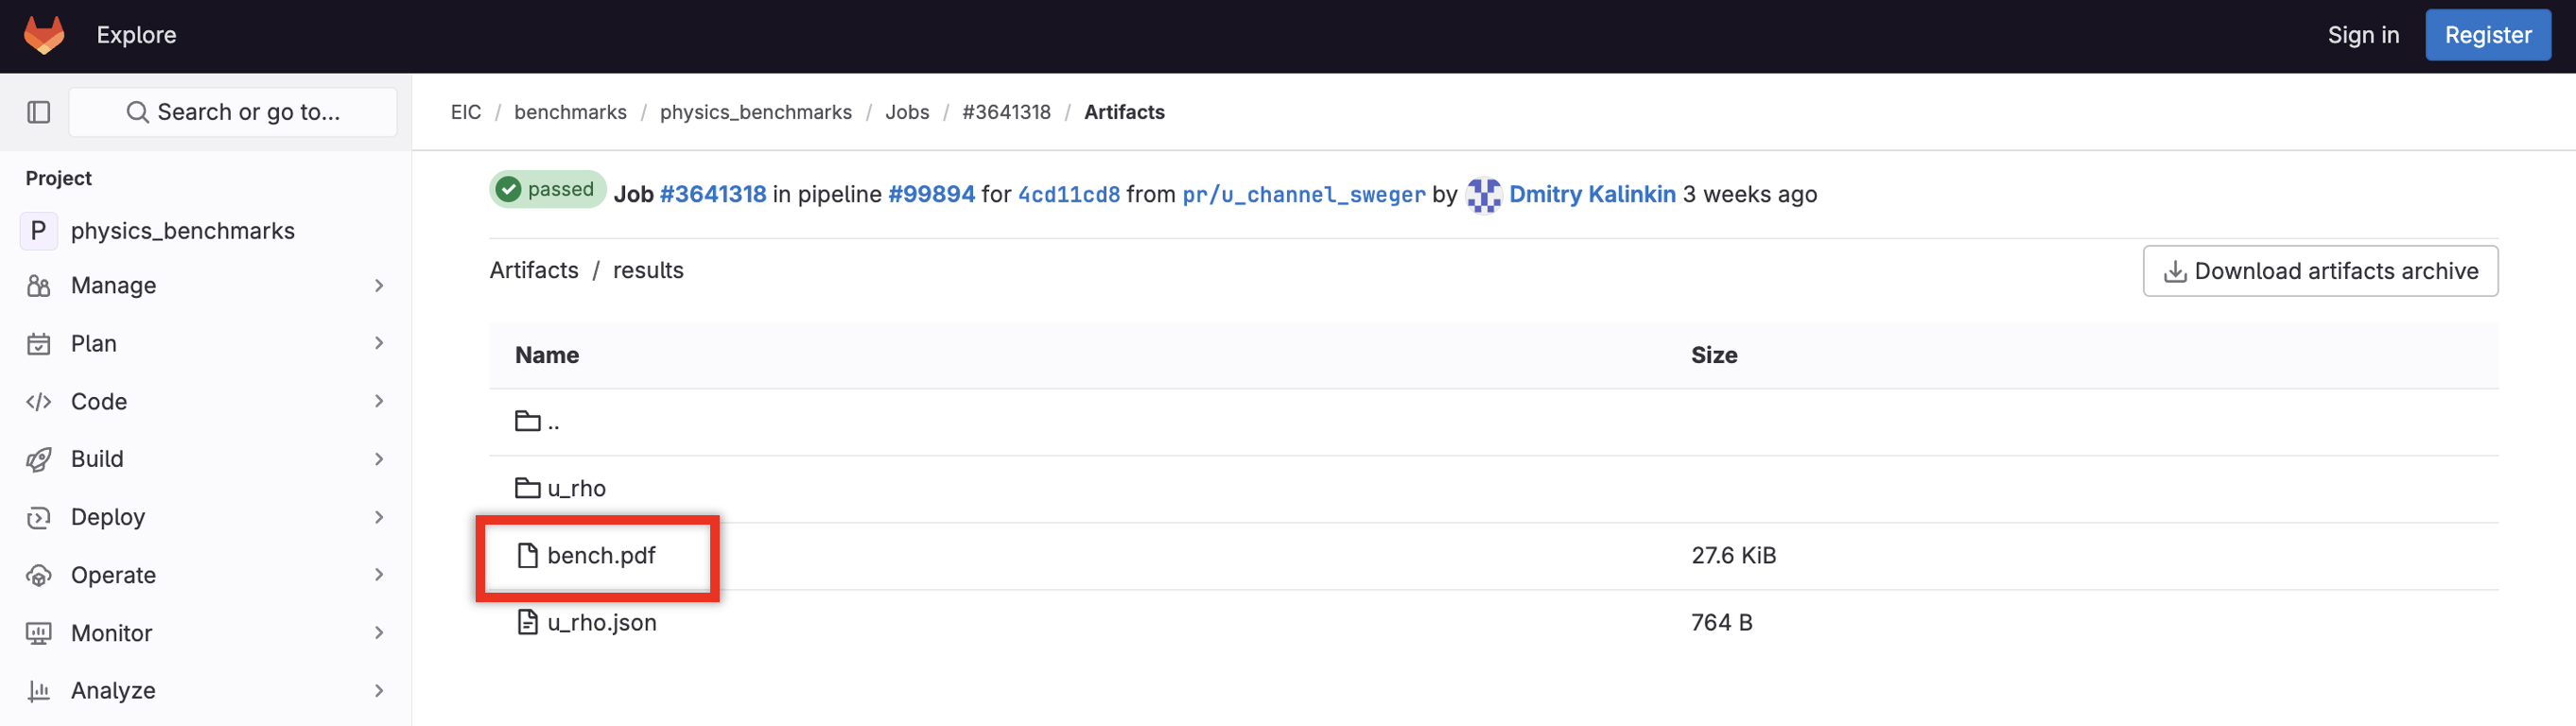 Explore
Sign in
Register
Search or go to...
EIC / benchmarks / physics_benchmarks / Jobs / #3641318 / Artifacts
Project
P physics_benchmarks
Manage
Plan
Code
Build
Deploy
Operate
Monitor
Analyze
passed Job #3641318 in pipeline #99894 for 4cd11cd8 from pr/u_channel_sweger by Dmitry Kalinkin 3 weeks ago
Artifacts / results
Download artifacts archive
Name Size
..
u_rho
bench.pdf 27.6 KiB
u_rho.json 764 B